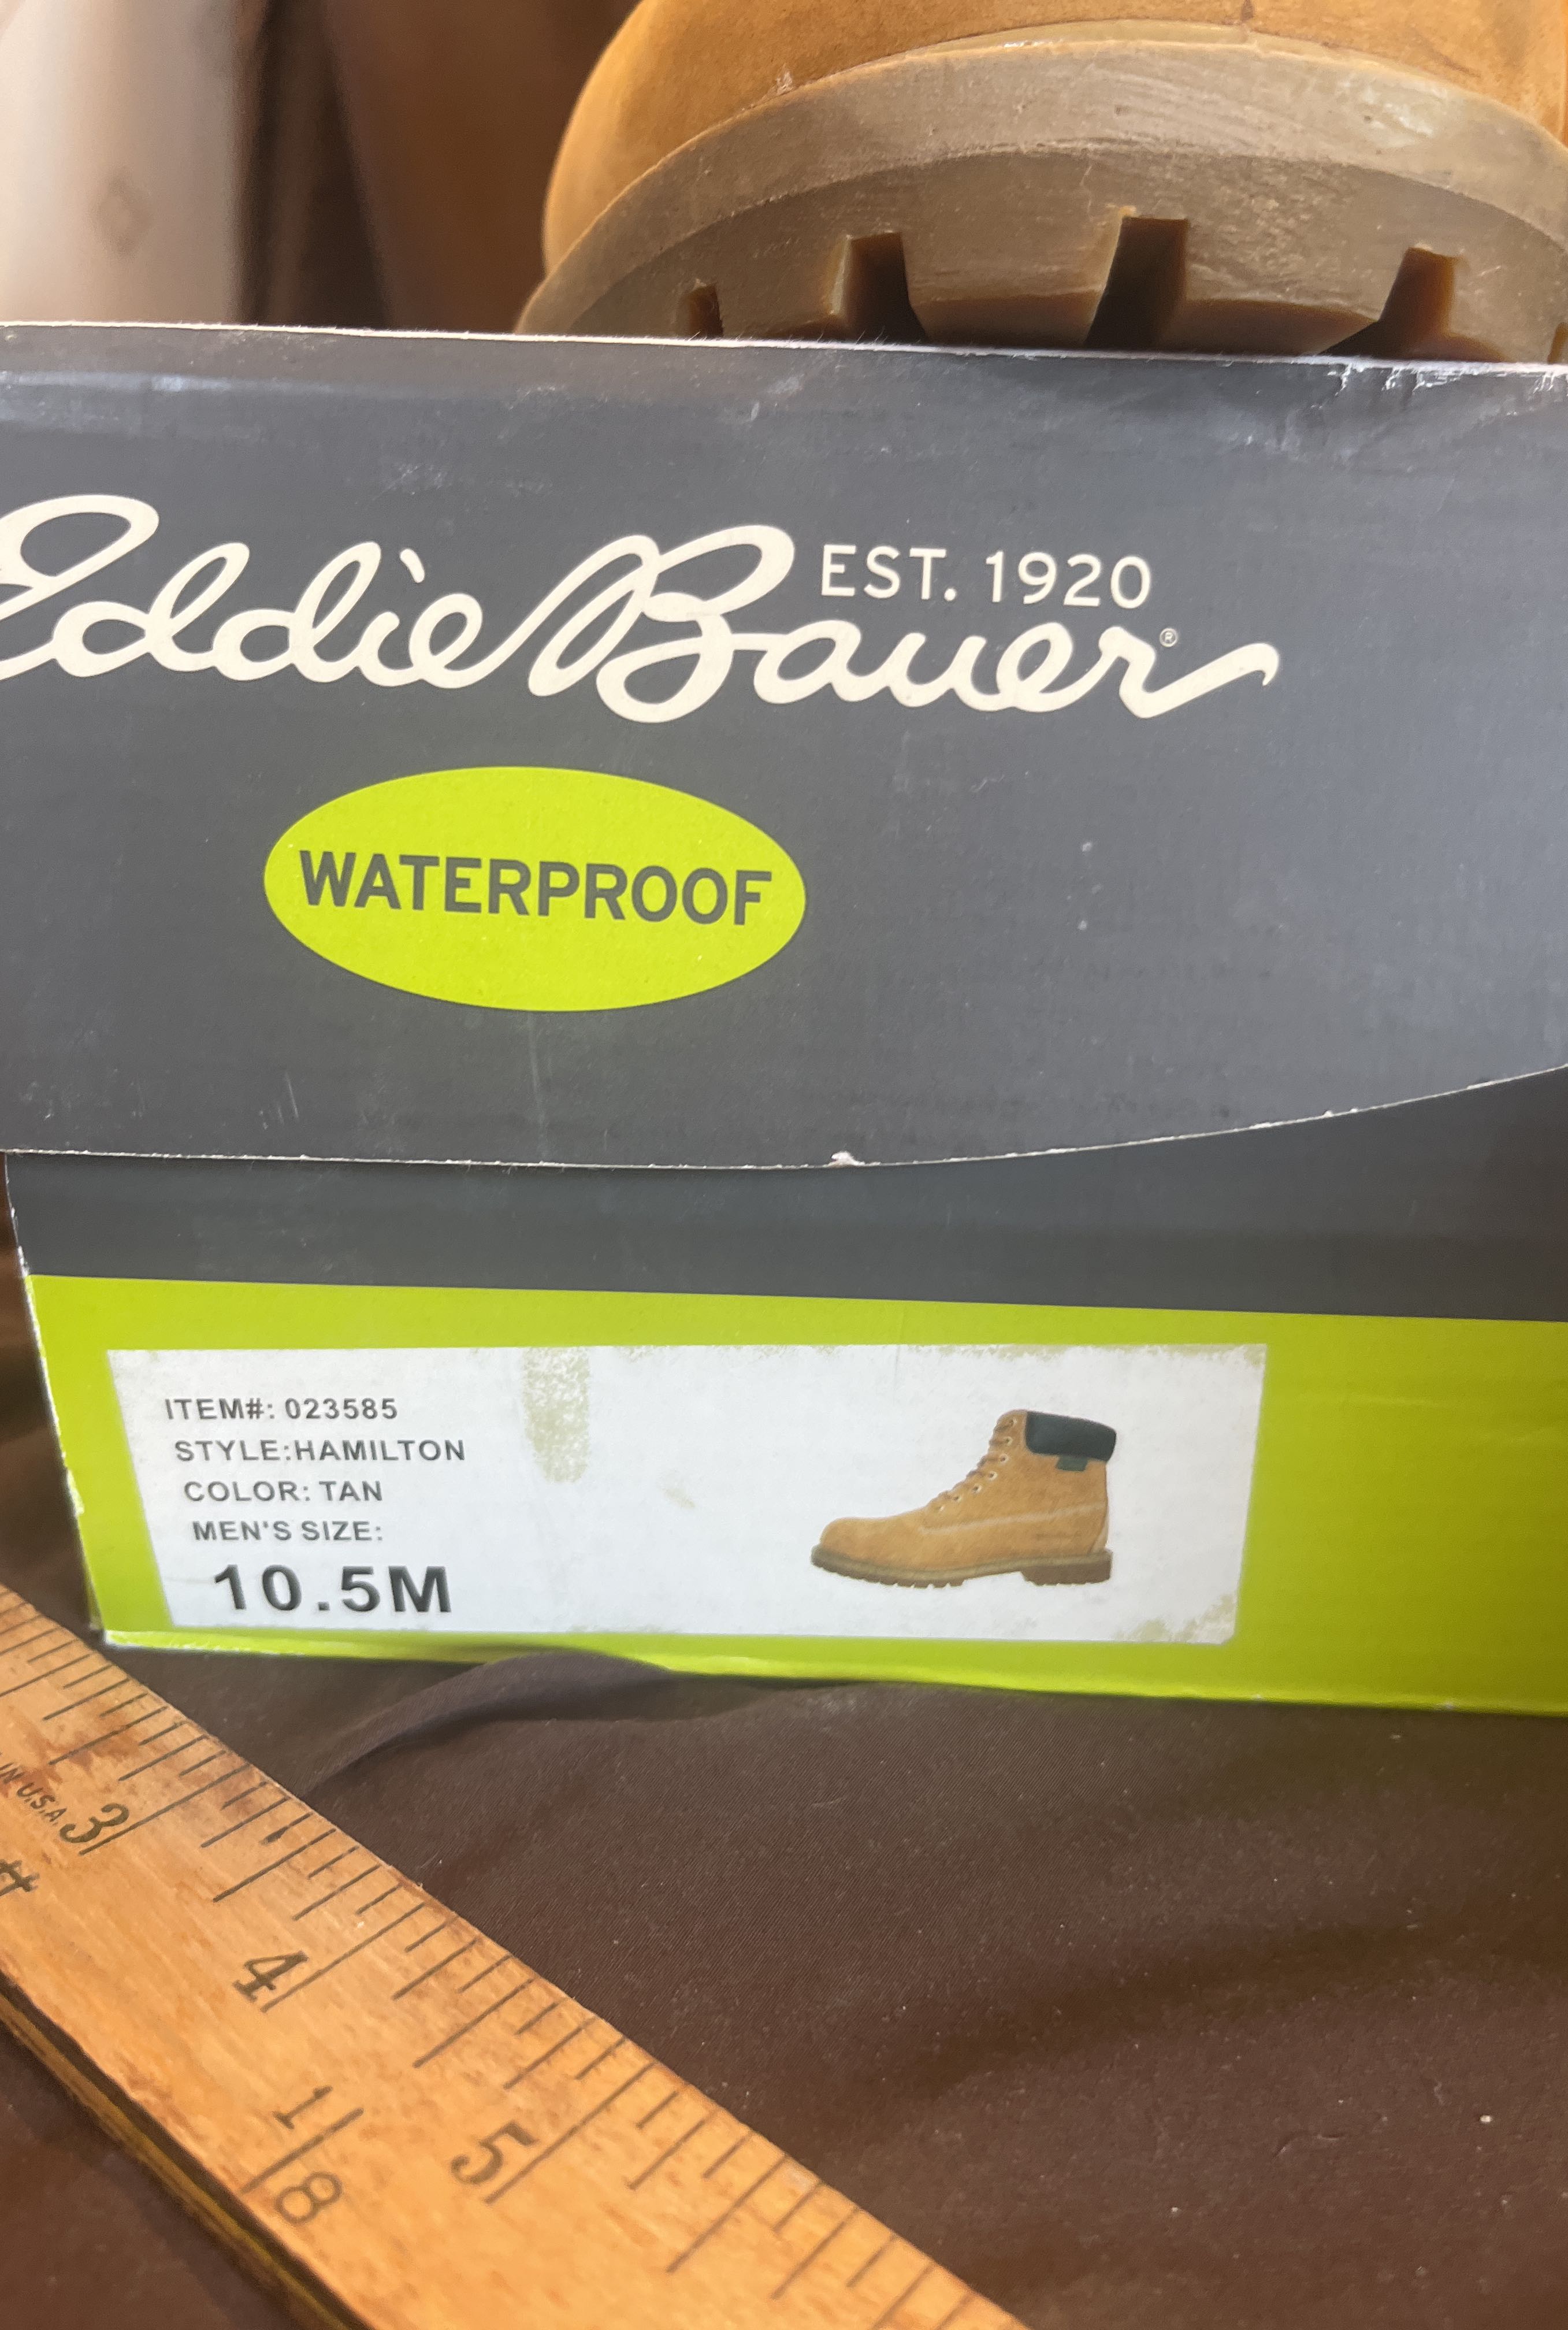 Eddie Bauer®
EST. 1920
WATERPROOF
ITEM#: 023585
STYLE:HAMILTON
COLOR: TAN
MEN'S SIZE:
10.5M
IN U.S.A.
3
4
1/8
5